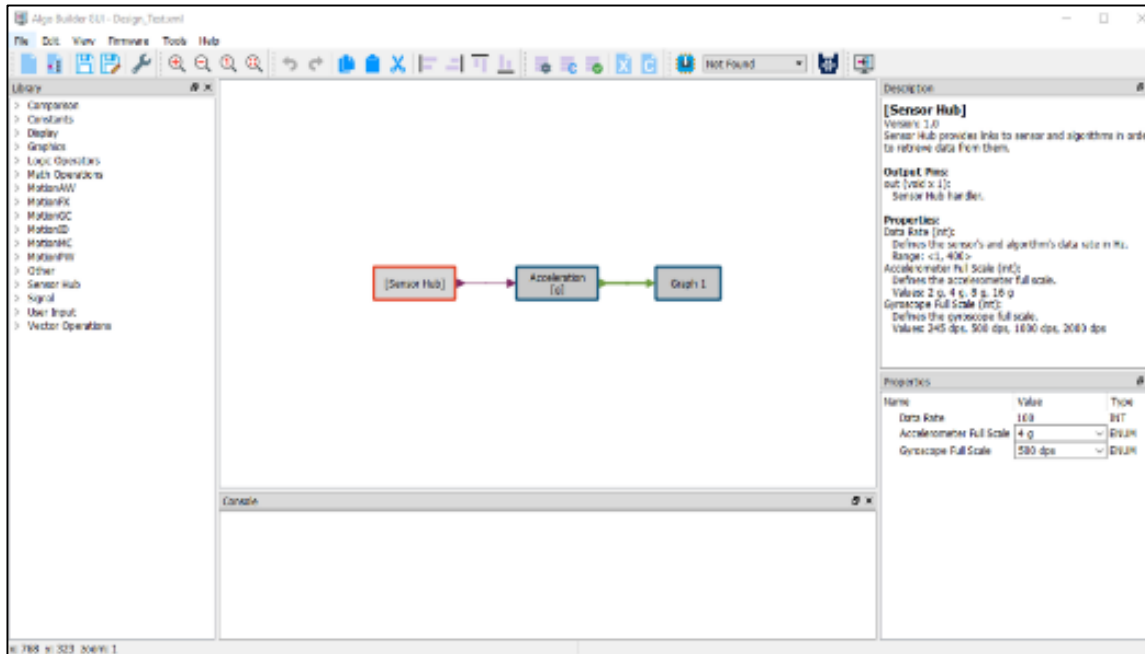 Algo Builder GUI - Design_Test.xml
File Edit View Firmware Tools Help
Not Found
Library
Comparison
Constants
Display
Graphics
Logic Operators
Math Operations
MotionAW
MotionFX
MotionGC
MotionID
MotionMC
MotionPW
Other
Sensor Hub
Signal
User Input
Vector Operations
[Sensor Hub]
Acceleration
[g]
Graph 1
Console
Description
[Sensor Hub]
Version: 1.0
Sensor Hub provides links to sensor and algorithms in orde
to retrieve data from them.
Output Pins:
out (void x 1):
Sensor Hub handler.
Properties:
Data Rate (int):
Defines the sensor's and algorithm's data rate in Hz.
Range: <1, 400>
Accelerometer Full Scale (int):
Defines the accelerometer full scale.
Values: 2 g, 4 g, 8 g, 16 g
Gyroscope Full Scale (int):
Defines the gyroscope full scale.
Values: 245 dps, 500 dps, 1000 dps, 2000 dps
Properties
Name Value Type
Data Rate 100 INT
Accelerometer Full Scale 4 g ENUM
Gyroscope Full Scale 500 dps ENUM
x: 768 y: 323 zoom: 1